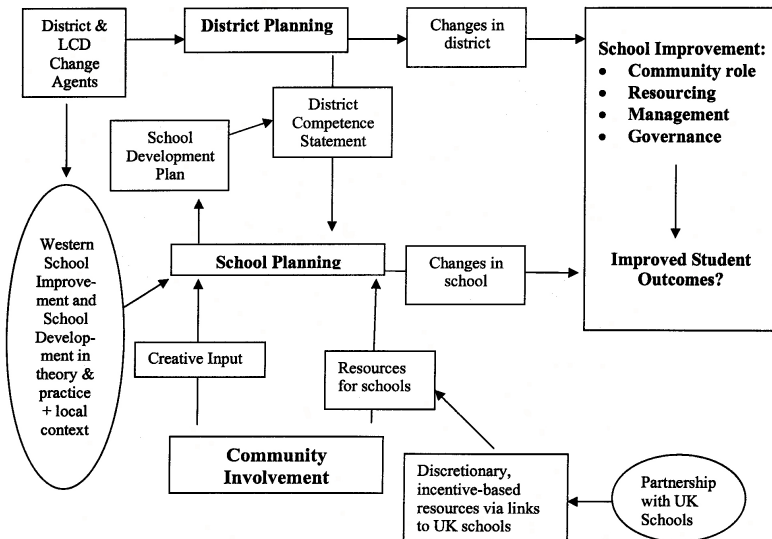 District &
LCD
Change
Agents
District Planning
Changes in
district
School Improvement:
• Community role
• Resourcing
• Management
• Governance
Improved Student
Outcomes?
District
Competence
Statement
School
Development
Plan
Western
School
Improve-
ment and
School
Develop-
ment in
theory &
practice
+ local
context
School Planning
Changes in
school
Creative Input
Resources
for schools
Community
Involvement
Discretionary,
incentive-based
resources via links
to UK schools
Partnership
with UK
Schools